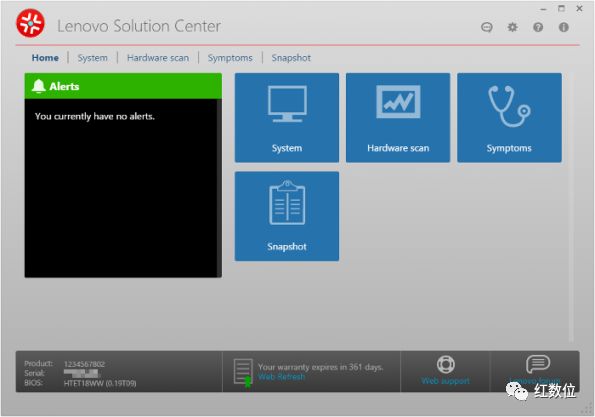 Lenovo Solution Center
Home
System
Hardware scan
Symptoms
Snapshot
Alerts
You currently have no alerts.
System
Hardware scan
Symptoms
Snapshot
Product: 1234567802
Serial:
BIOS: HTET18WW (0.19T09)
Your warranty expires in 361 days.
Web Refresh
Web support
Lenovo forum
红数位